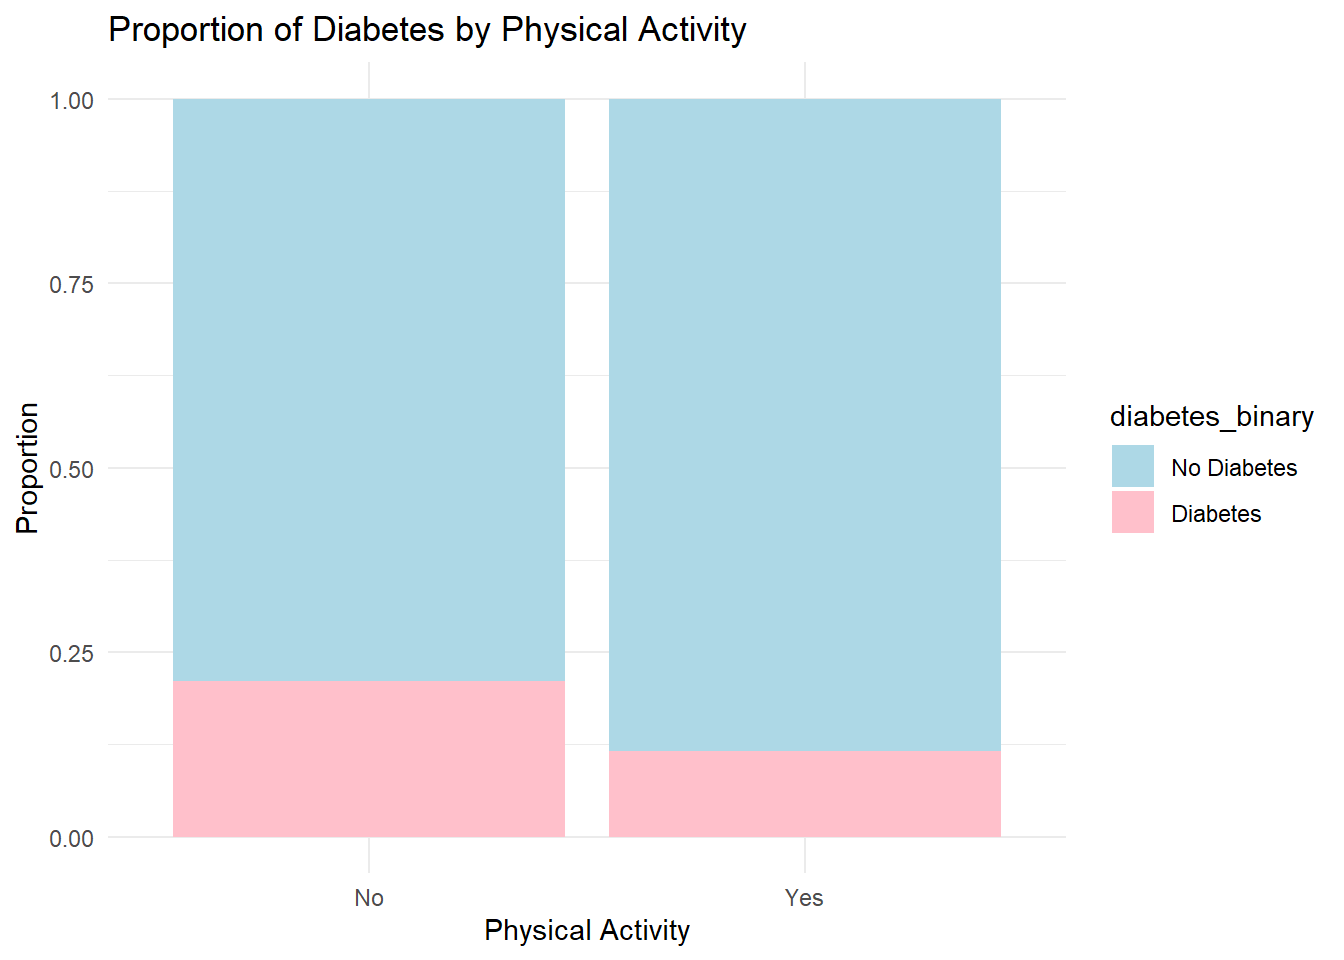 Proportion of Diabetes by Physical Activity
1.00
0.75
0.50
0.25
0.00
Proportion
No
Yes
Physical Activity
diabetes_binary
No Diabetes
Diabetes